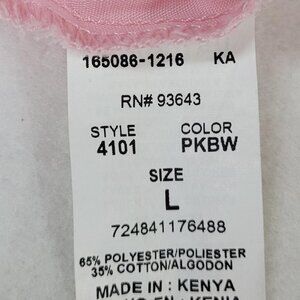 165086-1216 KA
RN# 93643
STYLE COLOR
4101 PKBW
SIZE
L
724841176488
65% POLYESTER/POLIESTER
35% COTTON/ALGODON
MADE IN : KENYA